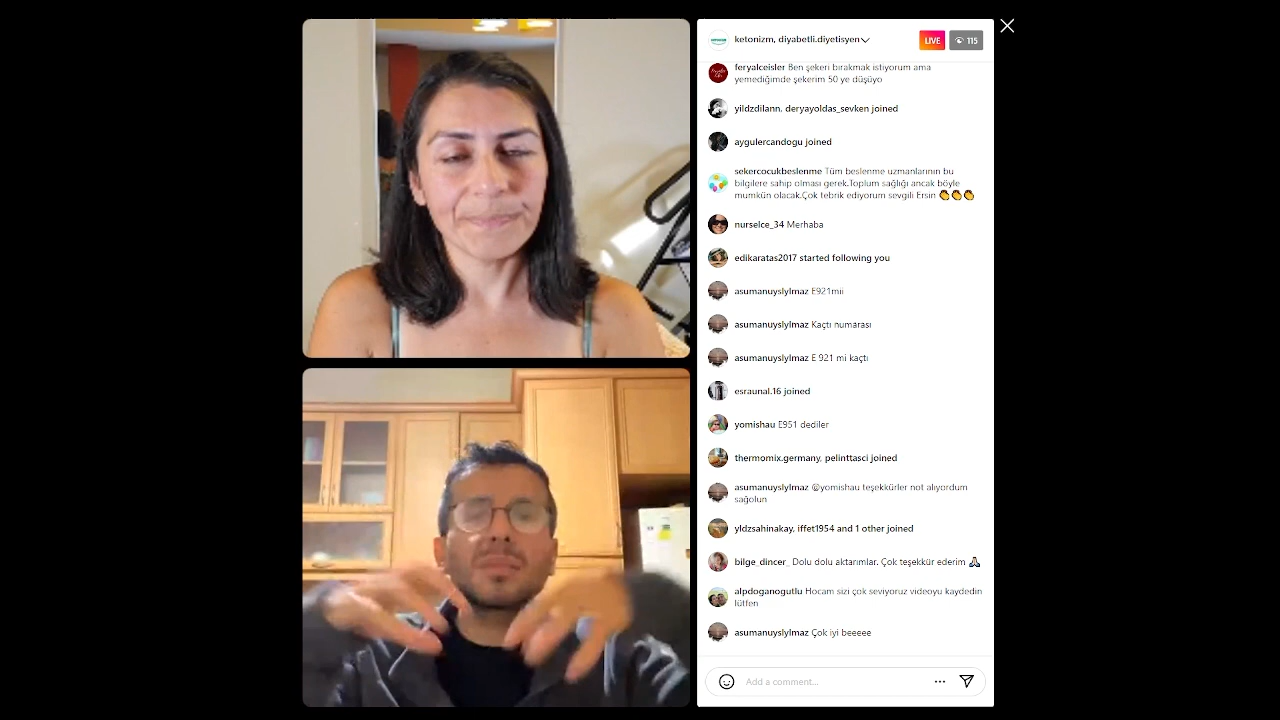 ketonizm, diyabetli.diyetisyen
LIVE
115
feryalceisler Ben şekeri bırakmak istiyorum ama
yemediğimde şekerim 50 ye düşüyo
yildzdilann, deryayoldas_sevken joined
aygulercandogu joined
sekercocukbeslenme Tüm beslenme uzmanlarının bu
bilgilere sahip olması gerek.Toplum sağlığı ancak böyle
mumkün olacak.Çok tebrik ediyorum sevgili Ersin 👏👏👏
nurselce_34 Merhaba
edikaratas2017 started following you
asumanuyslylmaz E921mii
asumanuyslylmaz Kaçtı numarası
asumanuyslylmaz E 921 mi kaçtı
esraunal.16 joined
yomishau E951 dediler
thermomix.germany, pelinttasci joined
asumanuyslylmaz @yomishau teşekkürler not alıyordum
sağolun
yldzsahinakay, iffet1954 and 1 other joined
bilge_dincer_ Dolu dolu aktarımlar. Çok teşekkür ederim 🙏
alpdoganogutlu Hocam sizi çok seviyoruz videoyu kaydedin
lütfen
asumanuyslylmaz Çok iyi beeeee
Add a comment...